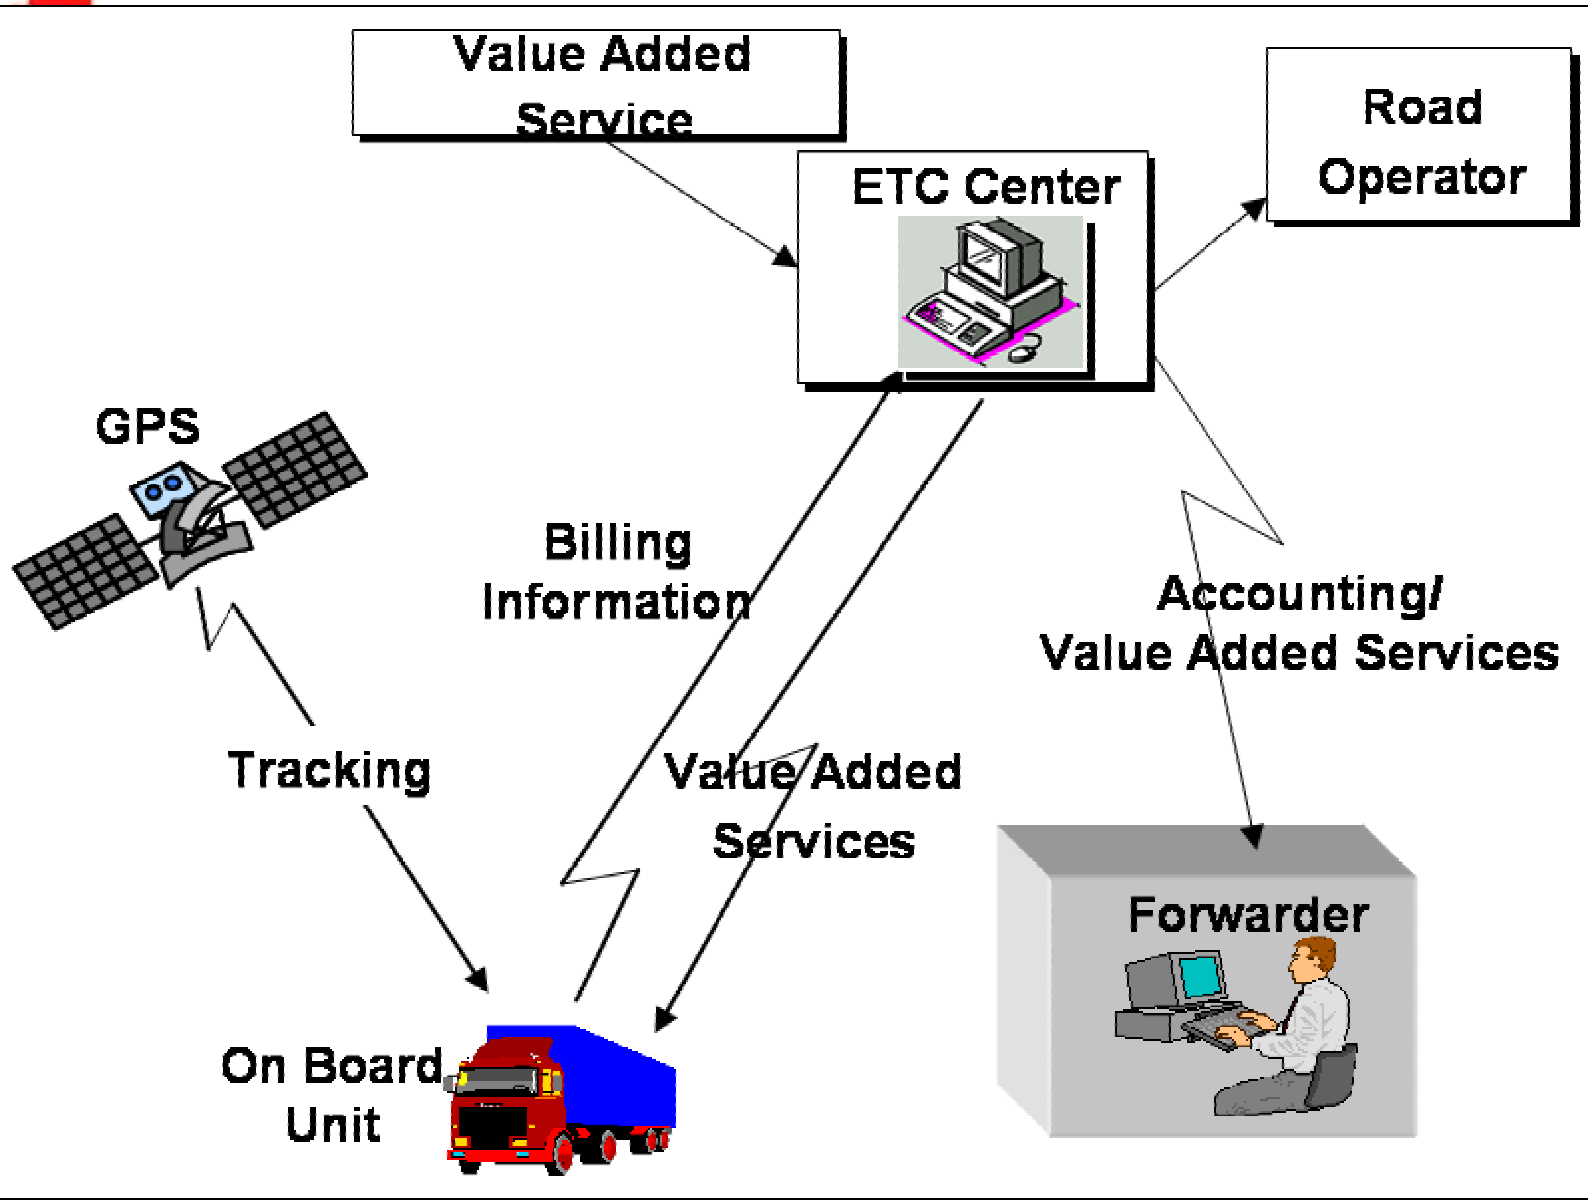 Value Added
Service
Road
Operator
ETC Center
GPS
Billing
Information
Accounting/
Value Added Services
Tracking
Value Added
Services
Forwarder
On Board
Unit